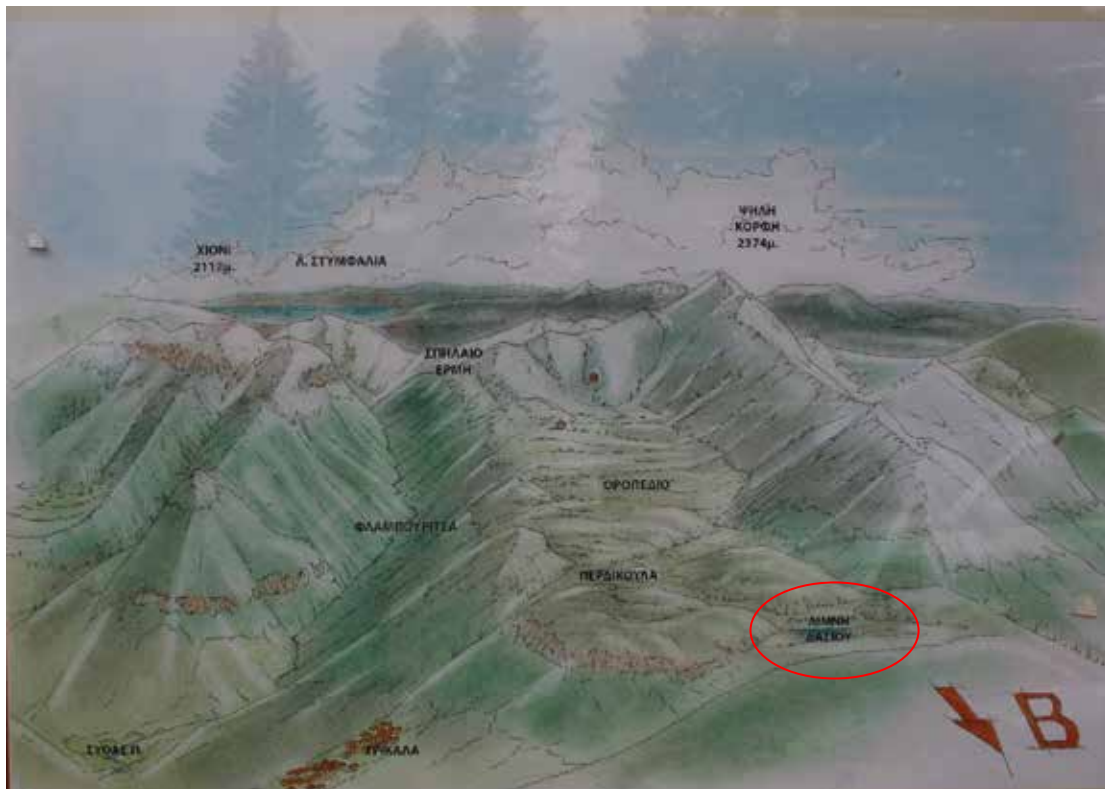 ΨΗΛΗ
ΚΟΡΦΗ
2374μ.
ΧΙΟΝΙ
2117μ.
Λ. ΣΤΥΜΦΑΛΙΑ
ΣΠΗΛΑΙΟ
ΕΡΜΗ
ΟΡΟΠΕΔΙΟ
ΦΛΑΜΠΟΥΡΙΤΣΑ
ΠΕΡΔΙΚΟΥΛΑ
ΛΙΜΝΗ
ΔΑΣΙΟΥ
ΤΡΙΚΑΛΑ
Β